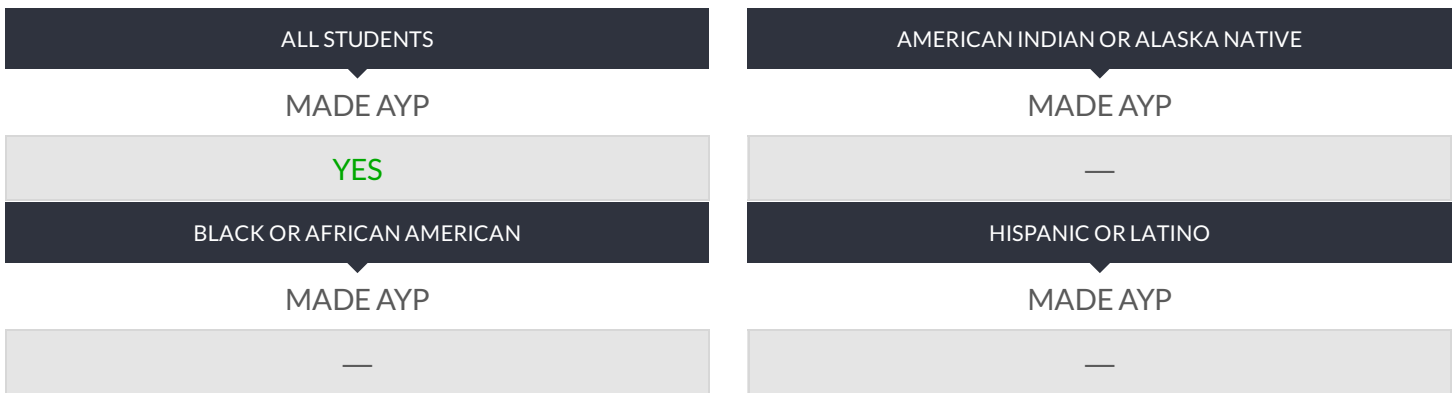 ALL STUDENTS
MADE AYP
YES
AMERICAN INDIAN OR ALASKA NATIVE
MADE AYP
—
BLACK OR AFRICAN AMERICAN
MADE AYP
—
HISPANIC OR LATINO
MADE AYP
—